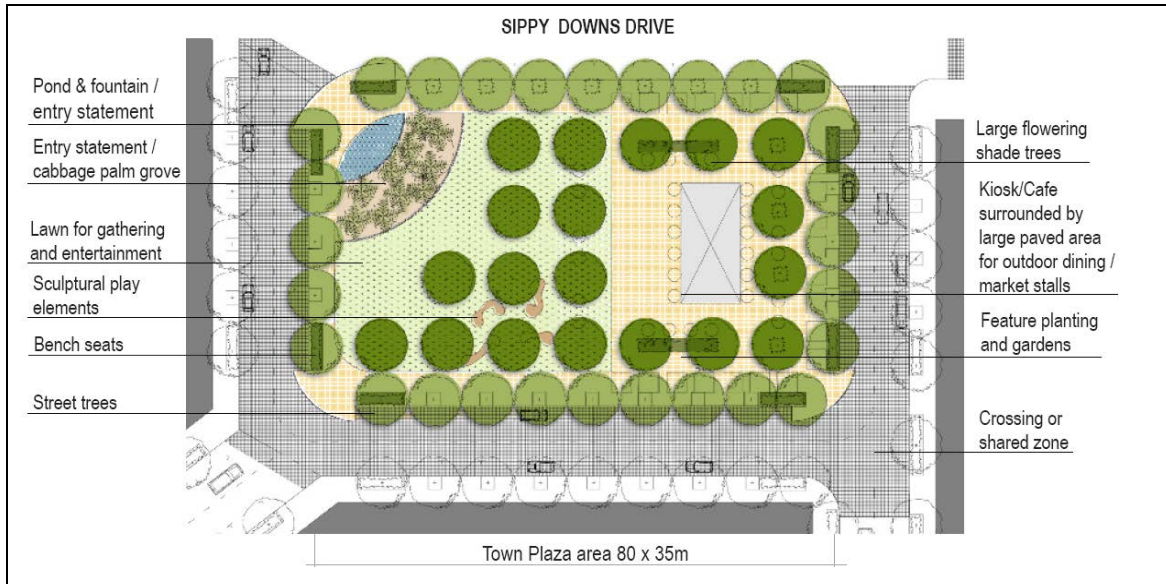 SIPPY DOWNS DRIVE
Pond & fountain /
entry statement
Entry statement /
cabbage palm grove
Lawn for gathering
and entertainment
Sculptural play
elements
Bench seats
Street trees
Large flowering
shade trees
Kiosk/Cafe
surrounded by
large paved area
for outdoor dining /
market stalls
Feature planting
and gardens
Crossing or
shared zone
Town Plaza area 80 x 35m